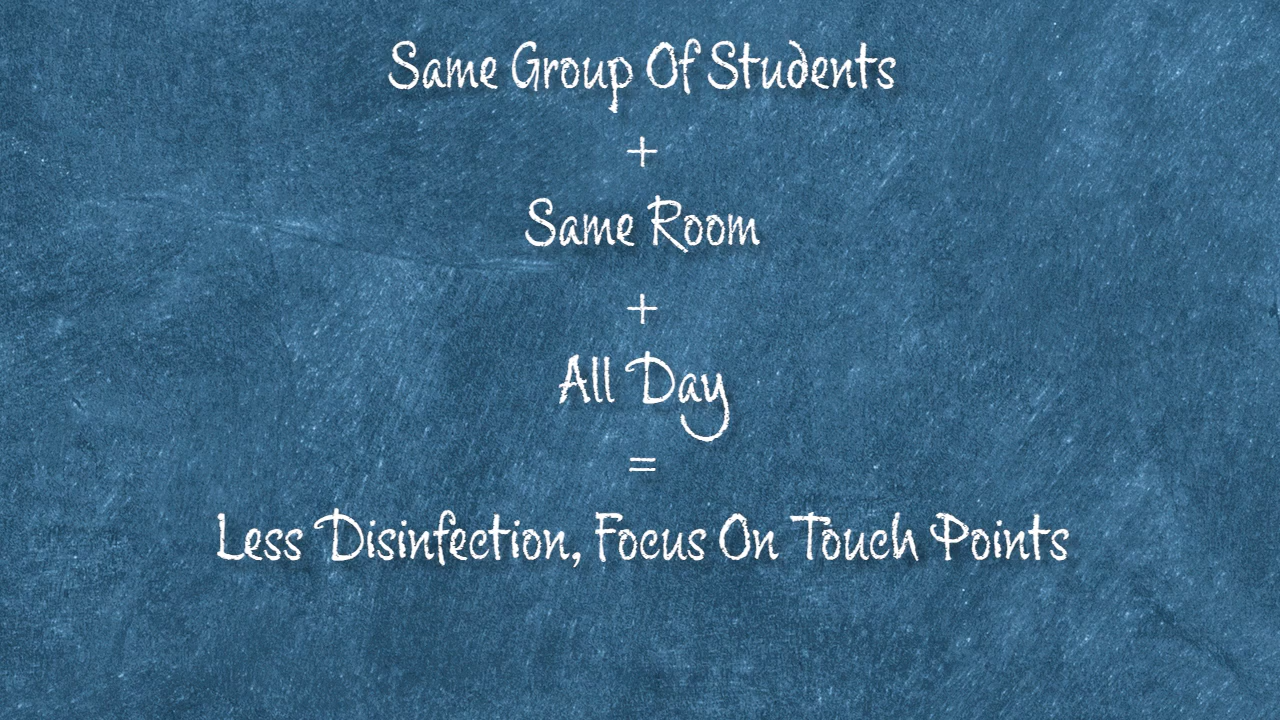 Same Group Of Students
+
Same Room
+
All Day
=
Less Disinfection, Focus On Touch Points